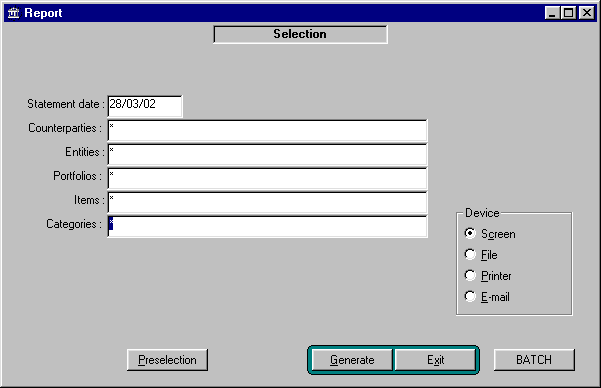 Report
Selection
Statement date : 28/03/02
Counterparties : *
Entities : *
Portfolios : *
Items : *
Categories : *
Device
Screen
File
Printer
E-mail
Preselection Generate Exit BATCH